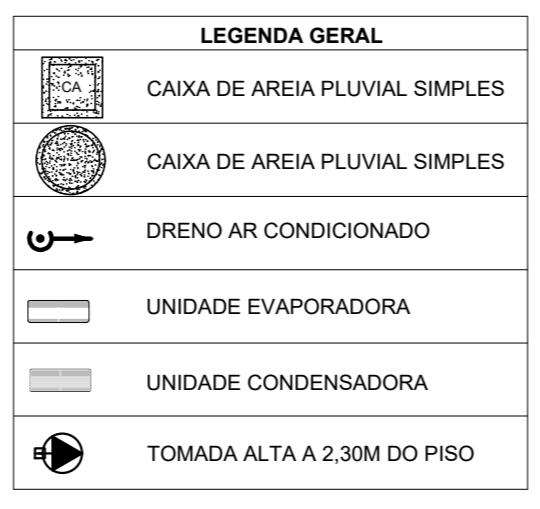 LEGENDA GERAL
CA
CAIXA DE AREIA PLUVIAL SIMPLES
CAIXA DE AREIA PLUVIAL SIMPLES
DRENO AR CONDICIONADO
UNIDADE EVAPORADORA
UNIDADE CONDENSADORA
TOMADA ALTA A 2,30M DO PISO